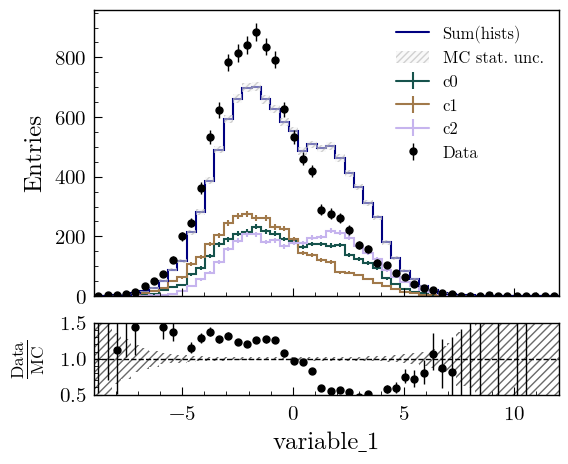 800
600
400
200
0
Entries
Sum(hists)
MC stat. unc.
c0
c1
c2
Data
1.5
1.0
0.5
Data
MC
−5
0
5
10
variable_1